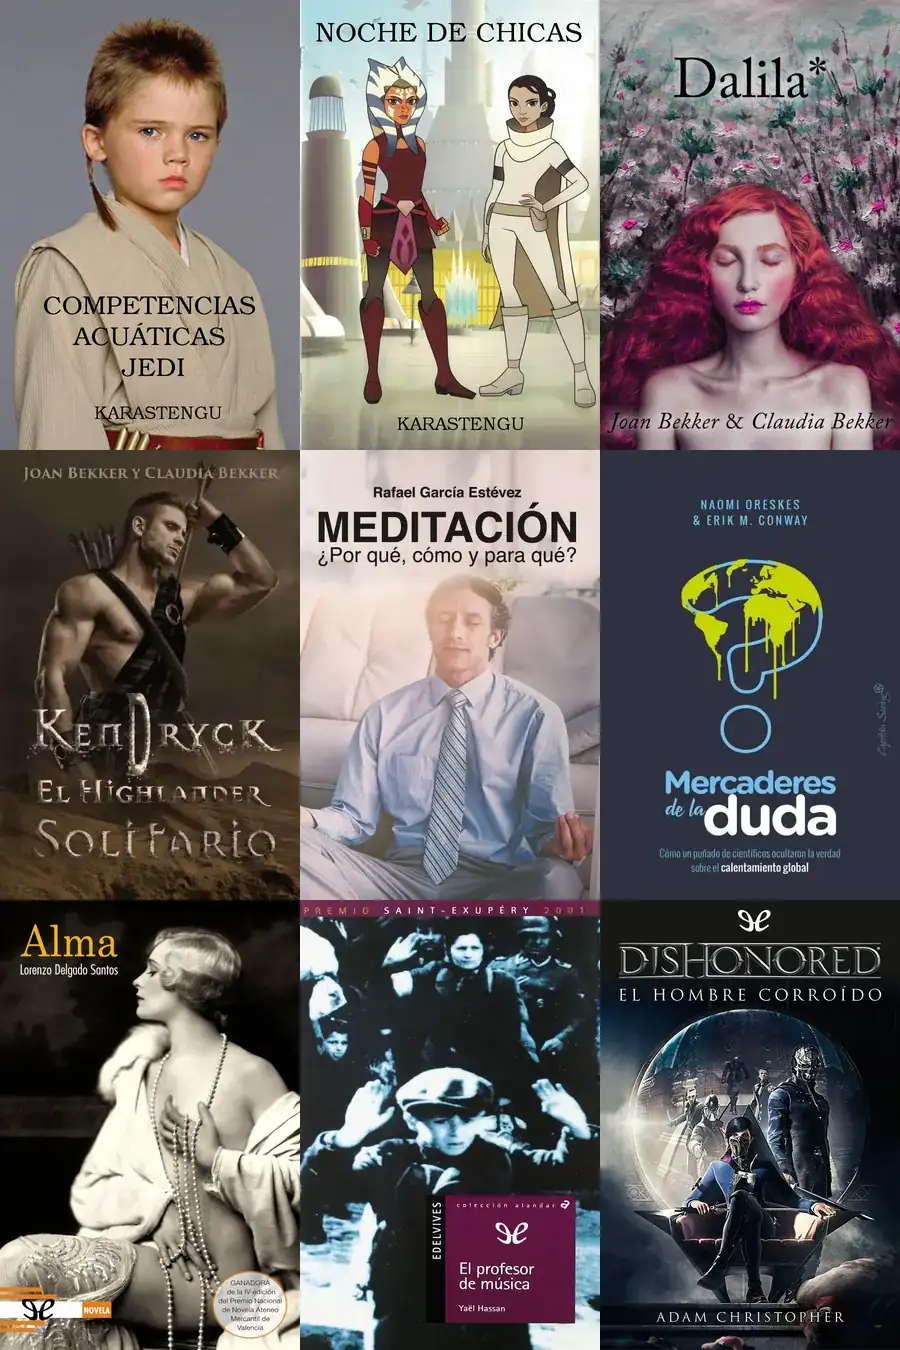 COMPETENCIAS
ACUÁTICAS
JEDI
KARASTENGU
NOCHE DE CHICAS
KARASTENGU
Dalila*
Joan Bekker & Claudia Bekker
JOAN BEKKER Y CLAUDIA BEKKER
KENDRYCK
EL HIGHLANDER
SOLITARIO
Rafael García Estévez
MEDITACIÓN
¿Por qué, cómo y para qué?
NAOMI ORESKES
& ERIK M. CONWAY
Mercaderes
de la duda
Cómo un puñado de científicos ocultaron la verdad
sobre el calentamiento global
Capitán Swing
Alma
Lorenzo Delgado Santos
NOVELA
GANADORA
de la IV edición
del Premio Nacional
de Novela Ateneo
Mercantil de
Valencia
PREMIO SAINT-EXUPÉRY 2001
EDELVIVES
colección alandar a
El profesor
de música
Yaël Hassan
DISHONORED
EL HOMBRE CORROÍDO
ADAM CHRISTOPHER